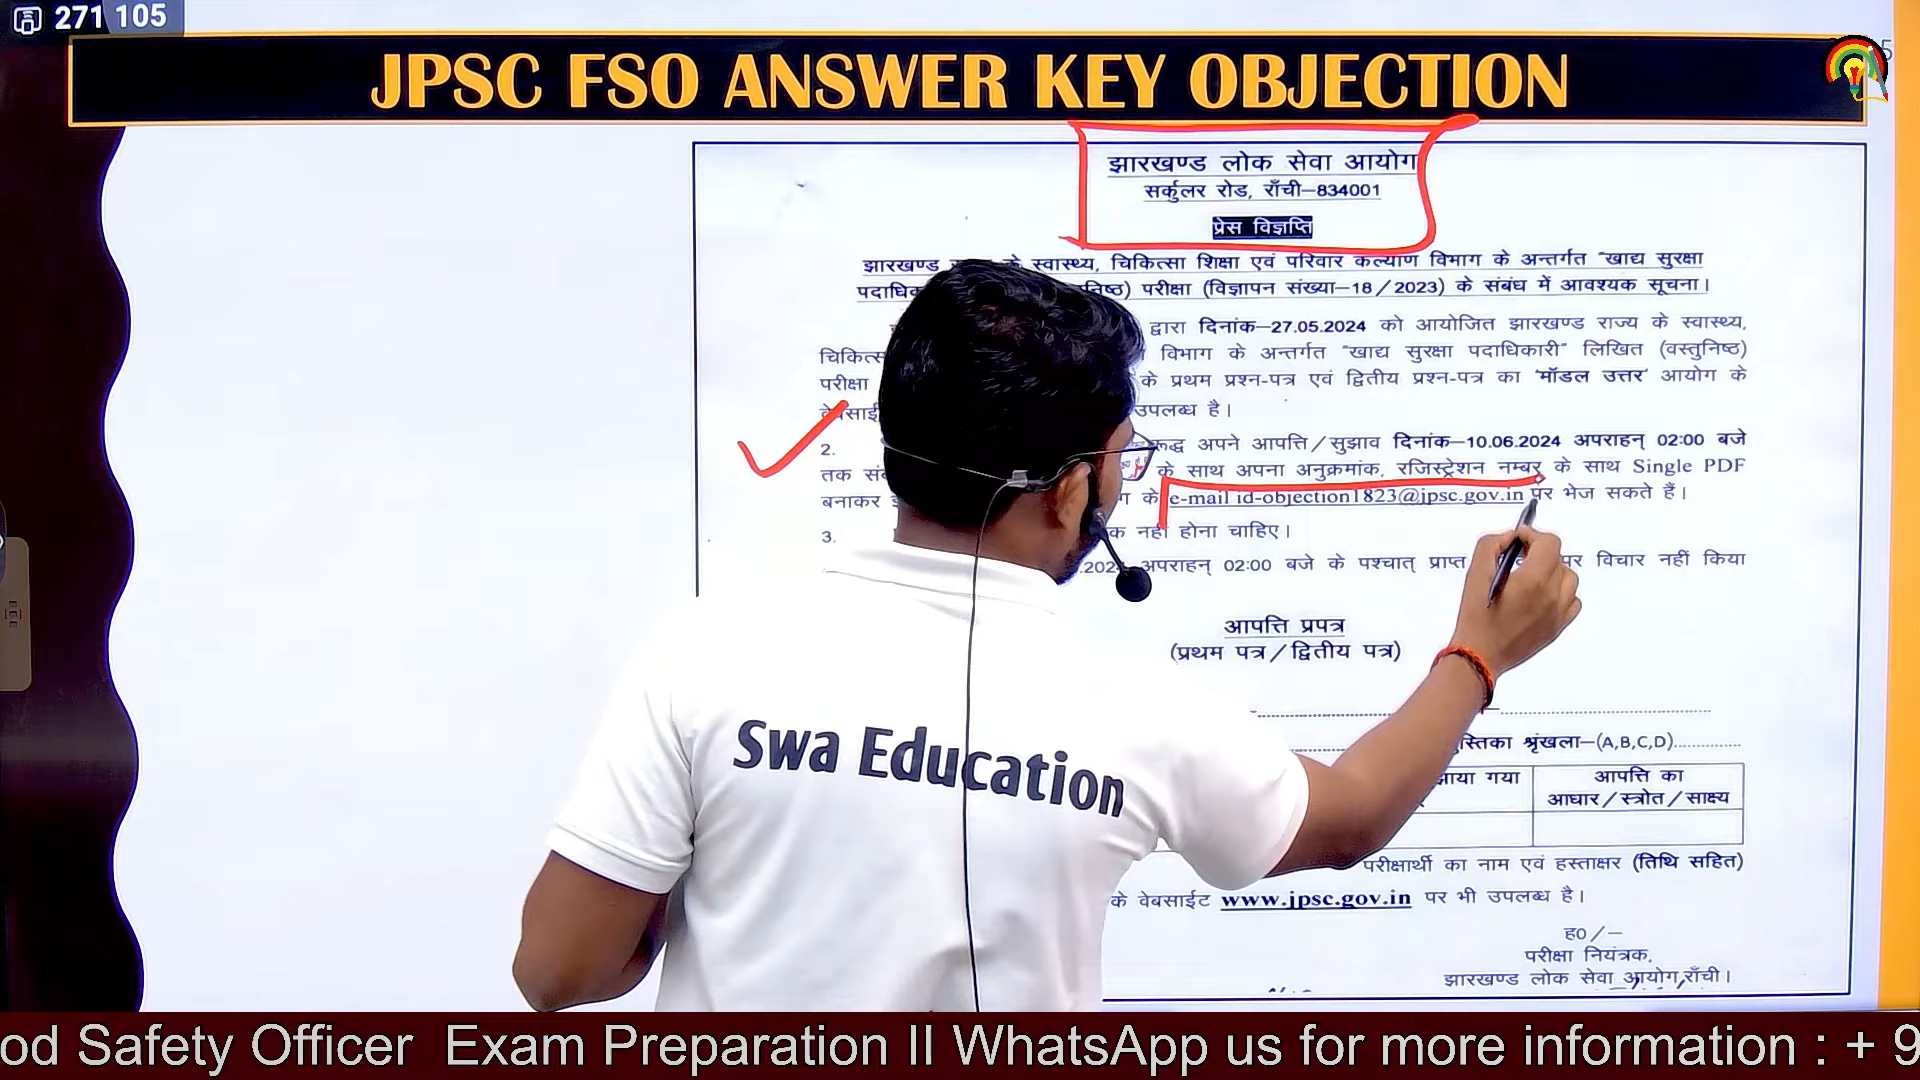 271 105
JPSC FSO ANSWER KEY OBJECTION
5
झारखण्ड लोक सेवा आयोग
सर्कुलर रोड, राँची–834001
प्रेस विज्ञप्ति
झारखण्ड के स्वास्थ्य, चिकित्सा शिक्षा एवं परिवार कल्याण विभाग के अन्तर्गत "खाद्य सुरक्षा
परीक्षा (विज्ञापन संख्या–18/2023) के संबंध में आवश्यक सूचना।
द्वारा दिनांक–27.05.2024 को आयोजित झारखण्ड राज्य के स्वास्थ्य,
विभाग के अन्तर्गत "खाद्य सुरक्षा पदाधिकारी" लिखित (वस्तुनिष्ठ)
परीक्षा के प्रथम प्रश्न-पत्र एवं द्वितीय प्रश्न-पत्र का 'मॉडल उत्तर' आयोग के
उपलब्ध है।
2. अपने आपत्ति/सुझाव दिनांक–10.06.2024 अपराहन् 02:00 बजे
तक के साथ अपना अनुक्रमांक, रजिस्ट्रेशन नम्बर के साथ Single PDF
बनाकर के e-mail id-objection1823@jpsc.gov.in पर भेज सकते हैं।
3. नहीं होना चाहिए।
अपराहन् 02:00 बजे के पश्चात् प्राप्त पर विचार नहीं किया
आपत्ति प्रपत्र
(प्रथम पत्र/द्वितीय पत्र)
श्रृंखला–(A,B,C,D)
गया आपत्ति का
आधार/स्त्रोत/साक्ष्य
परीक्षार्थी का नाम एवं हस्ताक्षर (तिथि सहित)
के वेबसाईट www.jpsc.gov.in पर भी उपलब्ध है।
ह0/–
परीक्षा नियंत्रक,
झारखण्ड लोक सेवा आयोग,राँची।
Swa Education
od Safety Officer Exam Preparation II WhatsApp us for more information : + 9